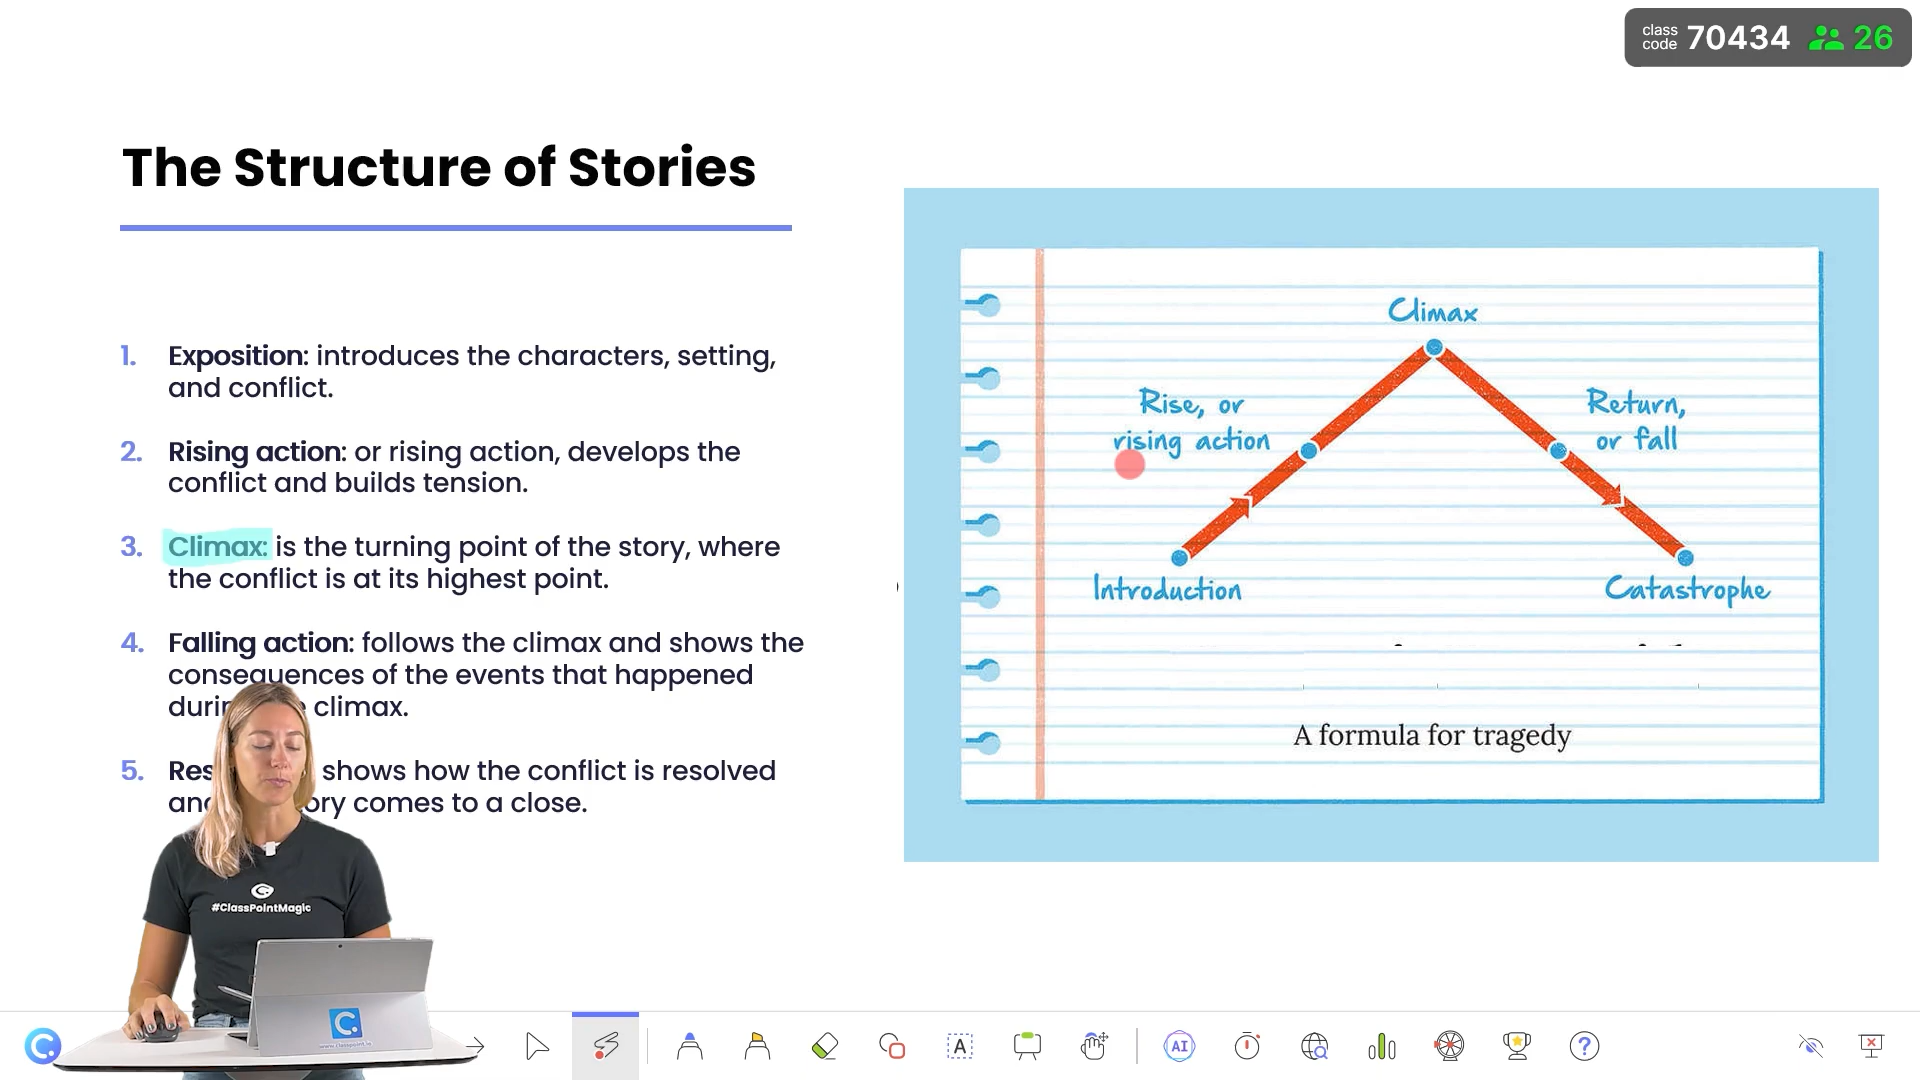 class
code 70434 26
The Structure of Stories
1. Exposition: introduces the characters, setting,
and conflict.
2. Rising action: or rising action, develops the
conflict and builds tension.
3. Climax: is the turning point of the story, where
the conflict is at its highest point.
4. Falling action: follows the climax and shows the
consequences of the events that happened
climax.
5. shows how the conflict is resolved
comes to a close.
Climax
Rise, or
rising action
Return,
or fall
Introduction
Catastrophe
A formula for tragedy
#ClassPointMagic
www.classpoint.io
A
AI
?